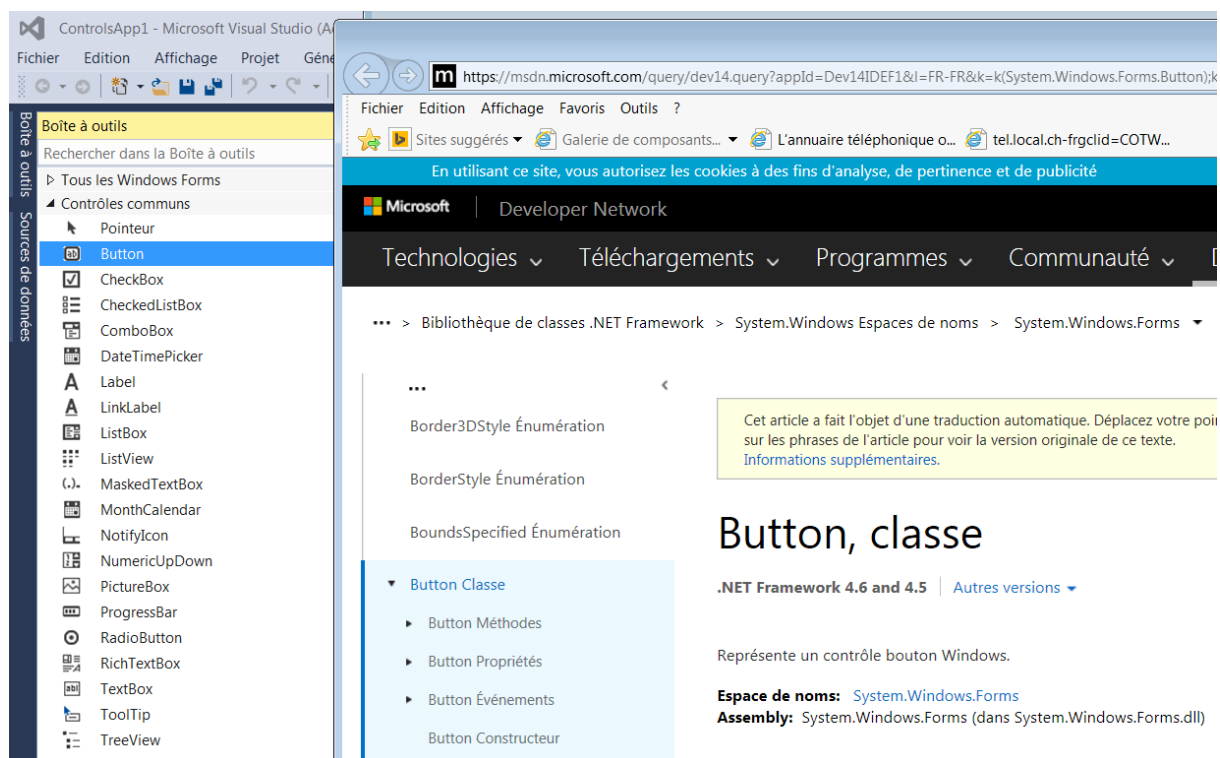 ControlsApp1 - Microsoft Visual Studio (A
Fichier Edition Affichage Projet Géné
Boîte à outils
Sources de données
Boîte à outils
Rechercher dans la Boîte à outils
Tous les Windows Forms
Contrôles communs
Pointeur
Button
CheckBox
CheckedListBox
ComboBox
DateTimePicker
Label
LinkLabel
ListBox
ListView
MaskedTextBox
MonthCalendar
NotifyIcon
NumericUpDown
PictureBox
ProgressBar
RadioButton
RichTextBox
TextBox
ToolTip
TreeView
https://msdn.microsoft.com/query/dev14.query?appId=Dev14IDEF1&l=FR-FR&k=k(System.Windows.Forms.Button);k
Fichier Edition Affichage Favoris Outils ?
Sites suggérés Galerie de composants... L'annuaire téléphonique o... tel.local.ch-frgclid=COTW...
En utilisant ce site, vous autorisez les cookies à des fins d'analyse, de pertinence et de publicité
Microsoft Developer Network
Technologies Téléchargements Programmes Communauté
••• > Bibliothèque de classes .NET Framework > System.Windows Espaces de noms > System.Windows.Forms
•••
Border3DStyle Énumération
BorderStyle Énumération
BoundsSpecified Énumération
Button Classe
Button Méthodes
Button Propriétés
Button Événements
Button Constructeur
Cet article a fait l'objet d'une traduction automatique. Déplacez votre poin
sur les phrases de l'article pour voir la version originale de ce texte.
Informations supplémentaires.
Button, classe
.NET Framework 4.6 and 4.5 Autres versions
Représente un contrôle bouton Windows.
Espace de noms: System.Windows.Forms
Assembly: System.Windows.Forms (dans System.Windows.Forms.dll)